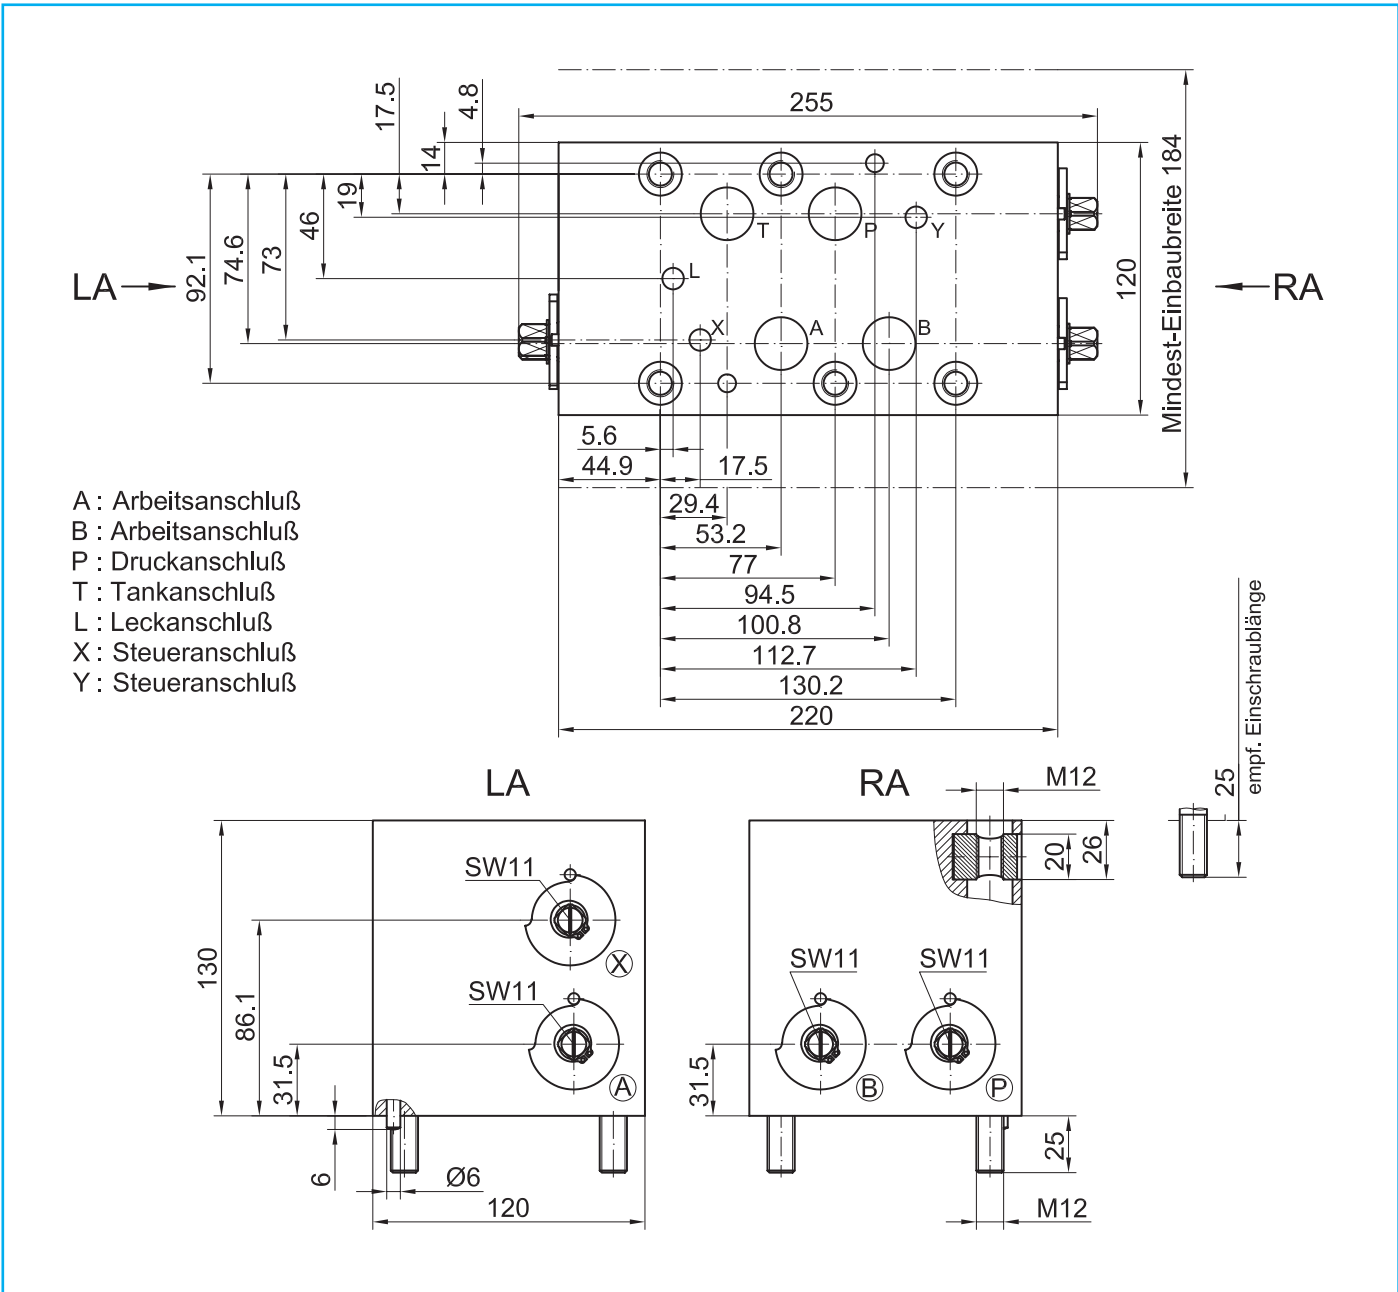 255
17.5
4.8
14
19
46
73
74.6
92.1
T
P
Y
L
X
A
B
LA
RA
120
Mindest-Einbaubreite 184
5.6
44.9
17.5
29.4
53.2
77
94.5
100.8
112.7
130.2
220
A : Arbeitsanschluß
B : Arbeitsanschluß
P : Druckanschluß
T : Tankanschluß
L : Leckanschluß
X : Steueranschluß
Y : Steueranschluß
25
empf. Einschraublänge
LA
SW11
X
SW11
A
130
86.1
31.5
6
Ø6
120
RA
M12
20
26
SW11
SW11
B
P
31.5
25
M12